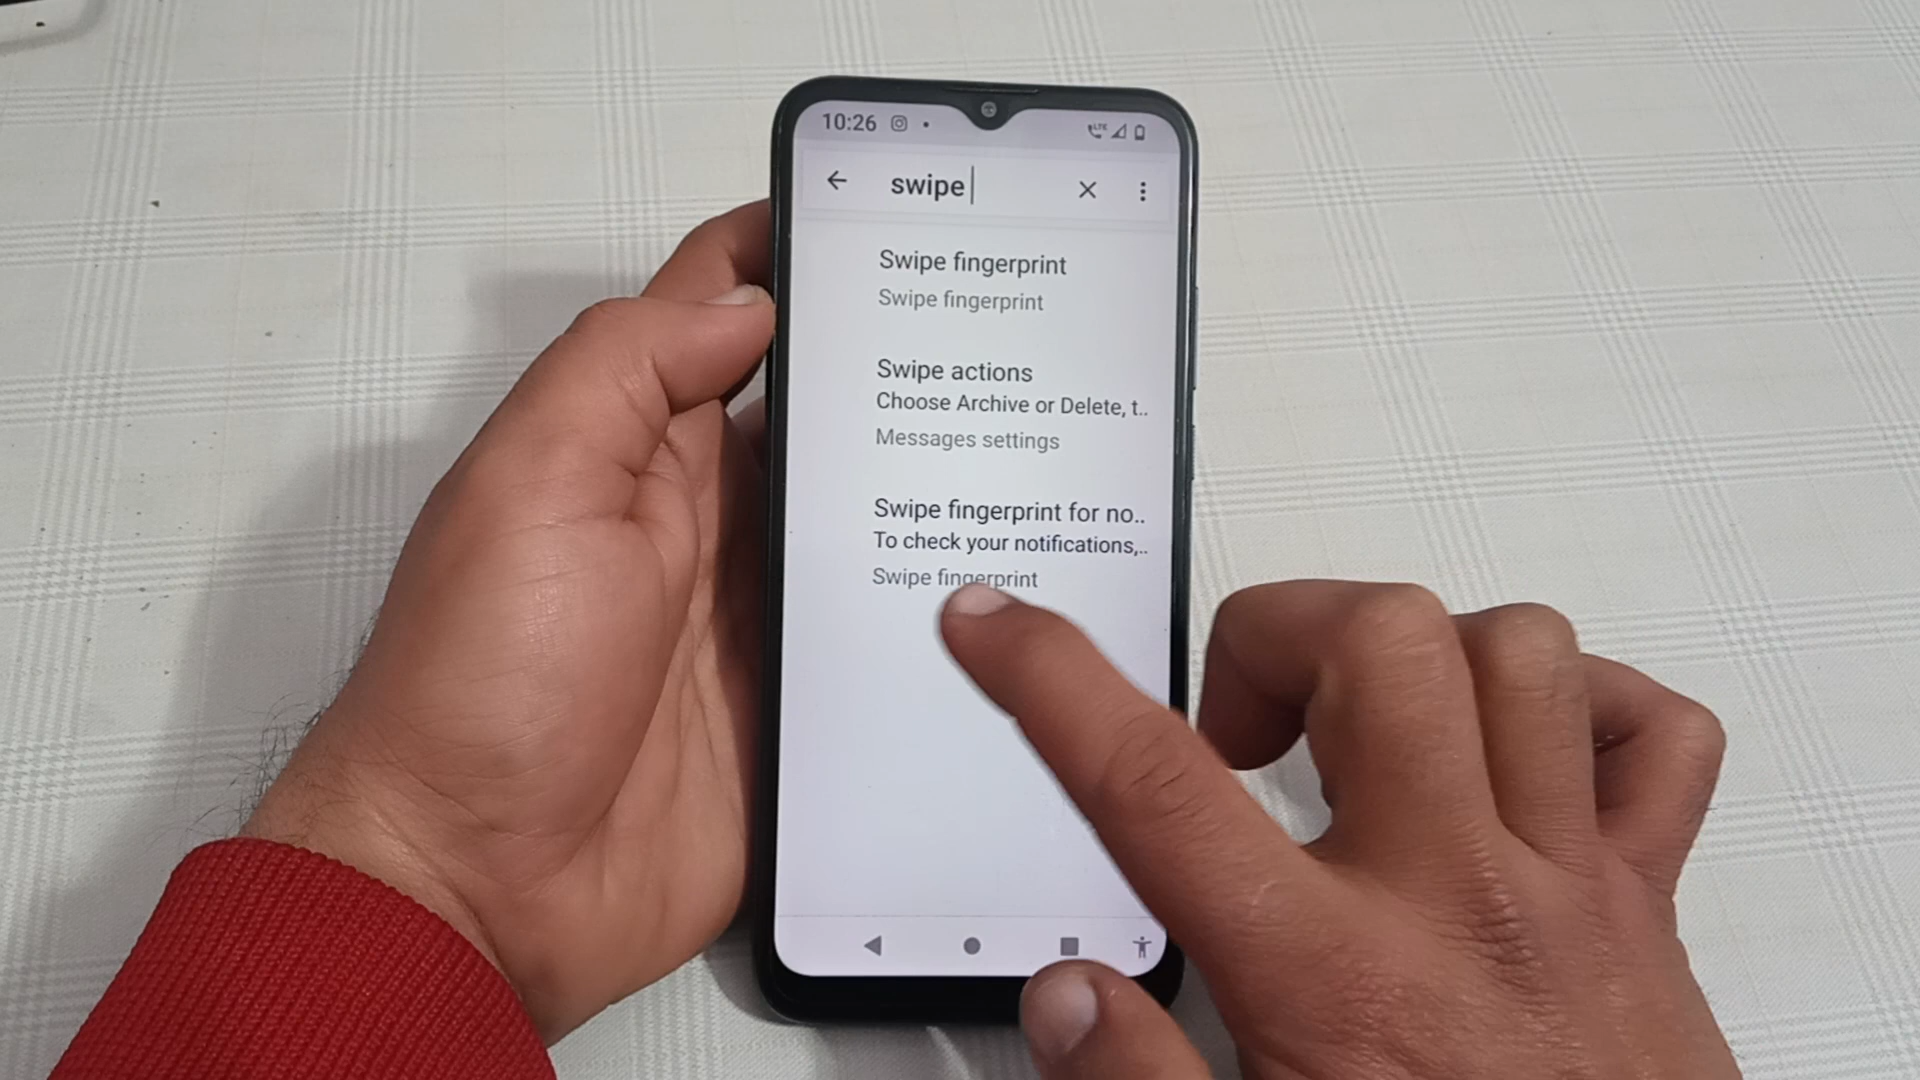 10:26
LTE
swipe
Swipe fingerprint
Swipe fingerprint
Swipe actions
Choose Archive or Delete, t..
Messages settings
Swipe fingerprint for no..
To check your notifications,..
Swipe fingerprint